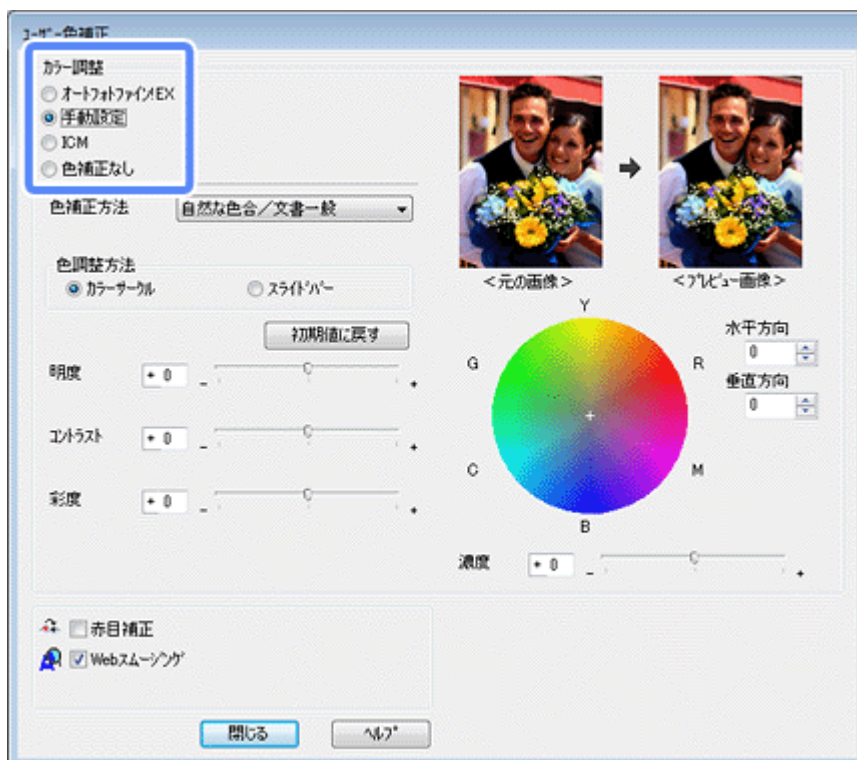 ユーザー色補正
カラー調整
オートフォトファイン!EX
手動設定
ICM
色補正なし
色補正方法
自然な色合/文書一般
色調整方法
カラーサークル
スライドバー
初期値に戻す
明度
+ 0
-
+
コントラスト
+ 0
-
+
彩度
+ 0
-
+
<元の画像>
<プレビュー画像>
Y
G
R
C
M
B
水平方向
0
垂直方向
0
濃度
+ 0
-
+
赤目補正
Webスムージング
閉じる
ヘルプ